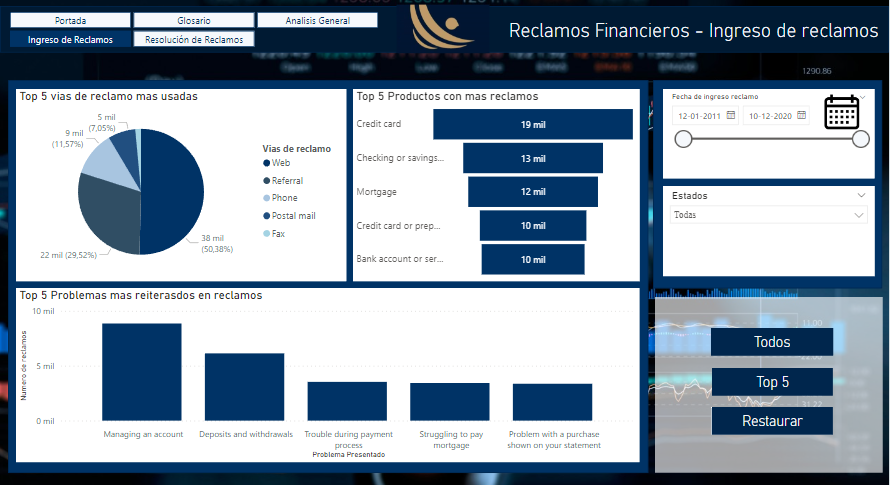 Portada
Glosario
Analisis General
Ingreso de Reclamos
Resolución de Reclamos
Reclamos Financieros - Ingreso de reclamos
1290.86
Top 5 vias de reclamo mas usadas
5 mil
(7,05%)
9 mil
(11,57%)
22 mil (29,52%)
38 mil
(50,38%)
Vias de reclamo
Web
Referral
Phone
Postal mail
Fax
Top 5 Productos con mas reclamos
Credit card
19 mil
Checking or savings...
13 mil
Mortgage
12 mil
Credit card or prep...
10 mil
Bank account or ser...
10 mil
Fecha de ingreso reclamo
12-01-2011
10-12-2020
Estados
Todas
Top 5 Problemas mas reiterasdos en reclamos
Numero de reclamos
10 mil
5 mil
0 mil
Managing an account
Deposits and withdrawals
Trouble during payment
process
Struggling to pay
mortgage
Problem with a purchase
shown on your statement
Problema Presentado
11.00
31.22
Todos
Top 5
Restaurar